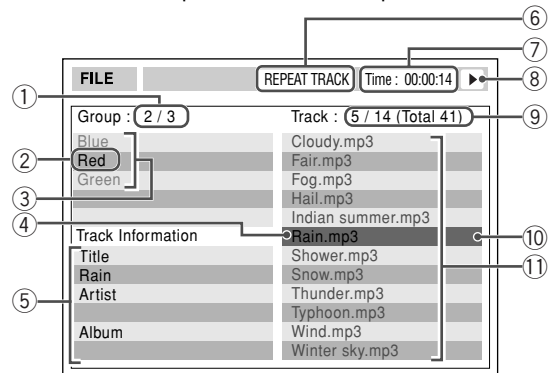 ⑥
⑦
FILE REPEAT TRACK Time : 00:00:14 ⑧
①
Group : 2 / 3 Track : 5 / 14 (Total 41) ⑨
Blue Cloudy.mp3
② Red Fair.mp3
Green Fog.mp3
③ Hail.mp3
④ Indian summer.mp3
Track Information Rain.mp3 ⑩
Title Shower.mp3 ⑪
Rain Snow.mp3
⑤ Artist Thunder.mp3
Typhoon.mp3
Album Wind.mp3
Winter sky.mp3